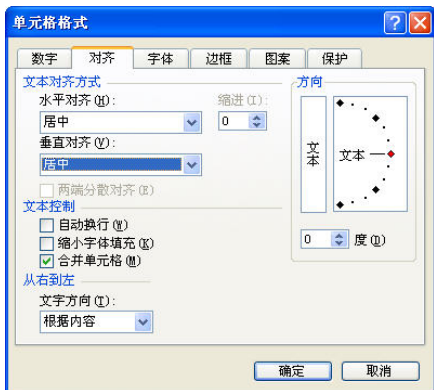 单元格格式
数字 对齐 字体 边框 图案 保护
文本对齐方式
水平对齐(H): 缩进(I):
居中 0
垂直对齐(V):
居中
两端分散对齐(E)
文本控制
自动换行(W)
缩小字体填充(K)
合并单元格(M)
从右到左
文字方向(T):
根据内容
方向
文本
文本
0 度(D)
确定 取消